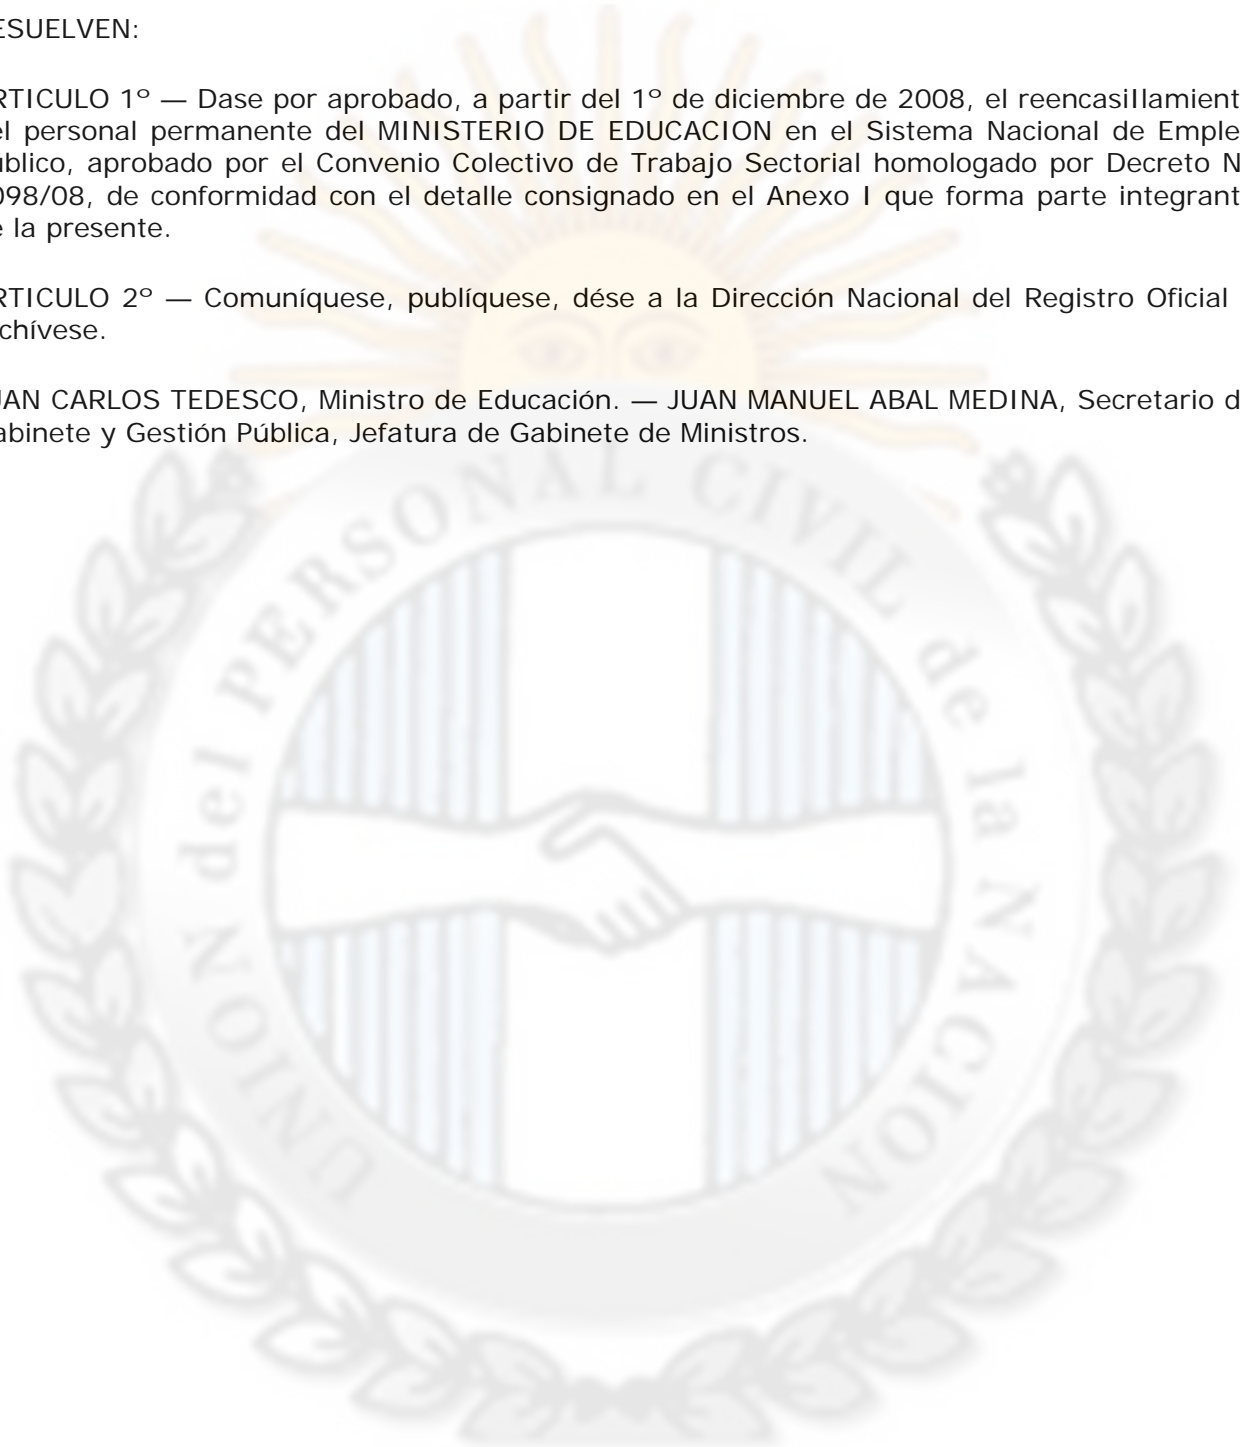 ESUELVEN:
RTICULO 1º — Dase por aprobado, a partir del 1º de diciembre de 2008, el reencasillamient
el personal permanente del MINISTERIO DE EDUCACION en el Sistema Nacional de Emple
úblico, aprobado por el Convenio Colectivo de Trabajo Sectorial homologado por Decreto N
098/08, de conformidad con el detalle consignado en el Anexo I que forma parte integrant
e la presente.
RTICULO 2º — Comuníquese, publíquese, dése a la Dirección Nacional del Registro Oficial
chívese.
UAN CARLOS TEDESCO, Ministro de Educación. — JUAN MANUEL ABAL MEDINA, Secretario d
abinete y Gestión Pública, Jefatura de Gabinete de Ministros.
UNION del PERSONAL CIVIL de la NACION